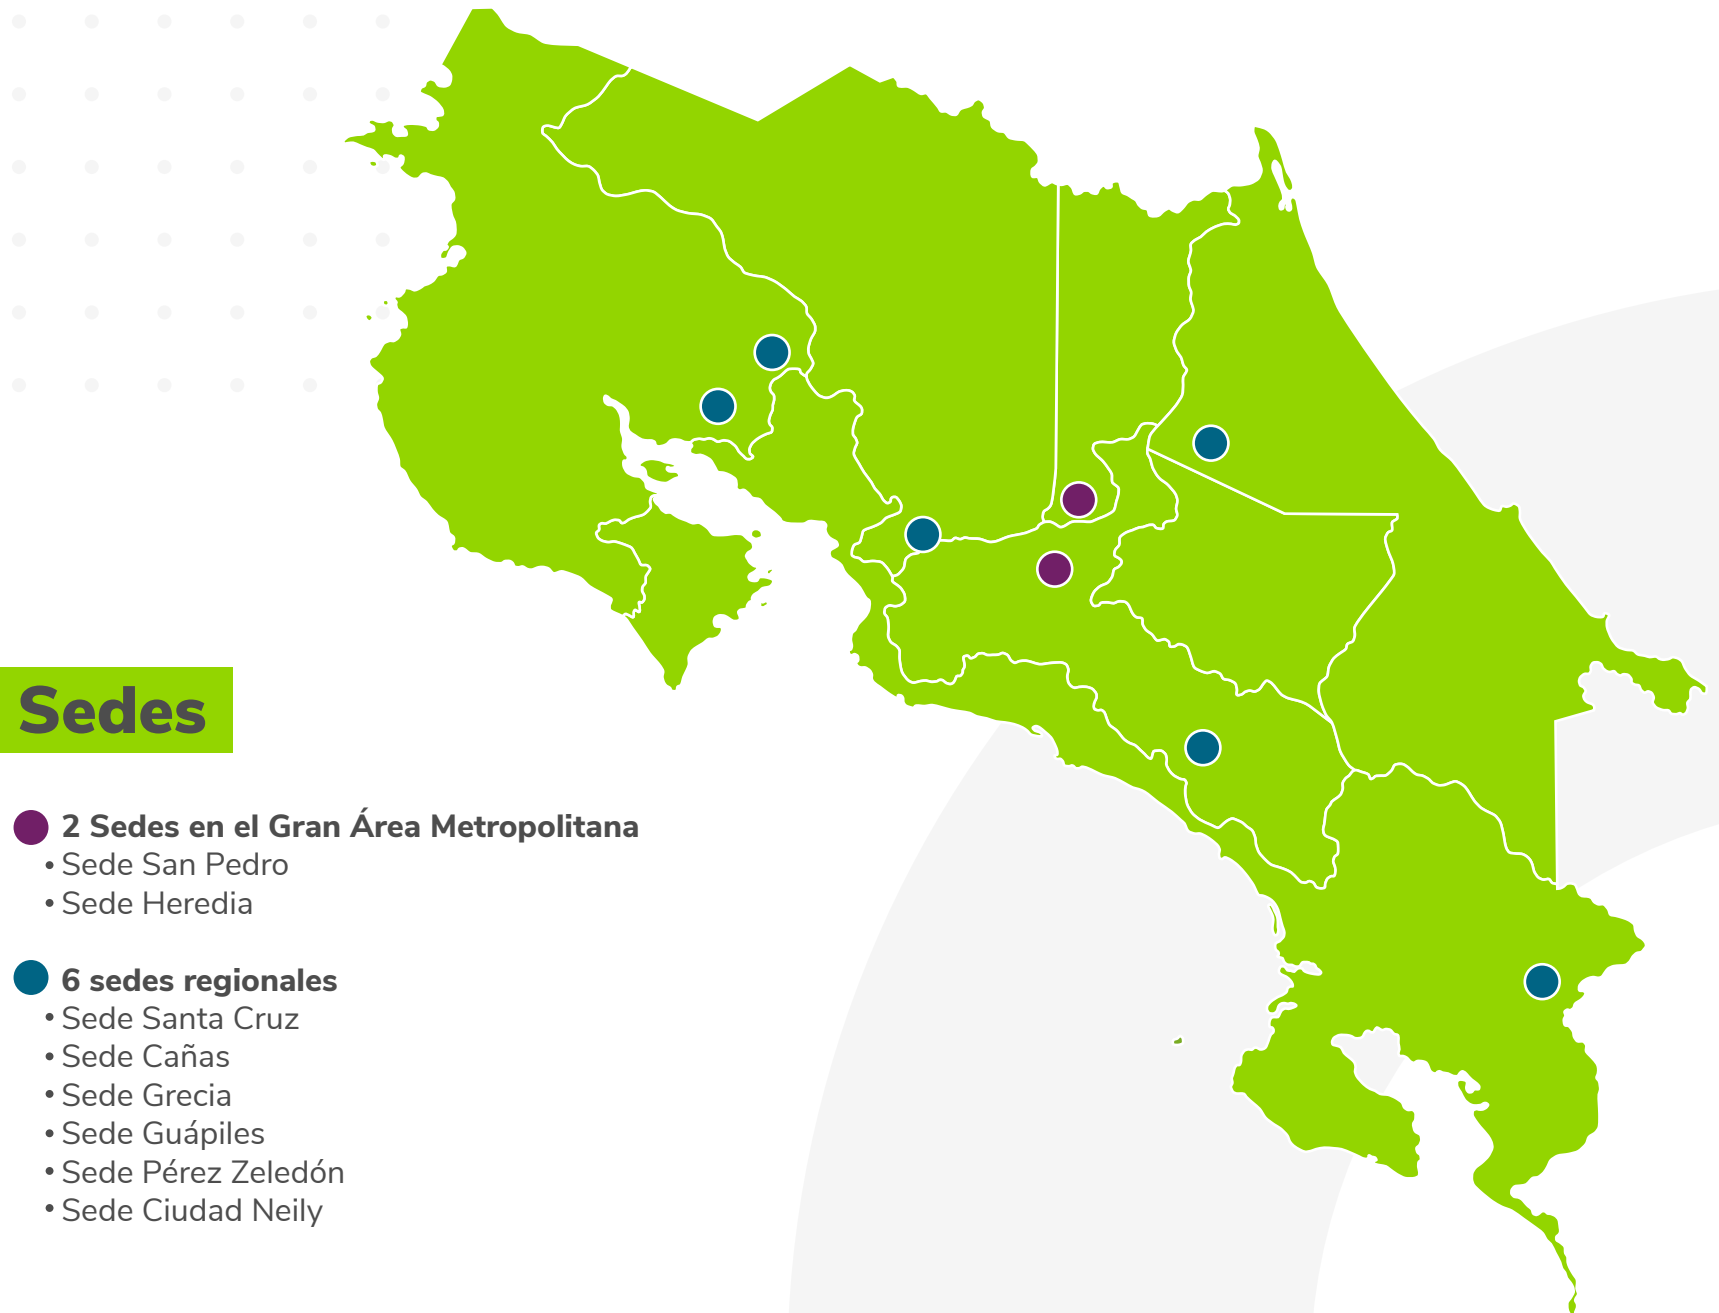 Sedes
2 Sedes en el Gran Área Metropolitana
• Sede San Pedro
• Sede Heredia
6 sedes regionales
• Sede Santa Cruz
• Sede Cañas
• Sede Grecia
• Sede Guápiles
• Sede Pérez Zeledón
• Sede Ciudad Neily